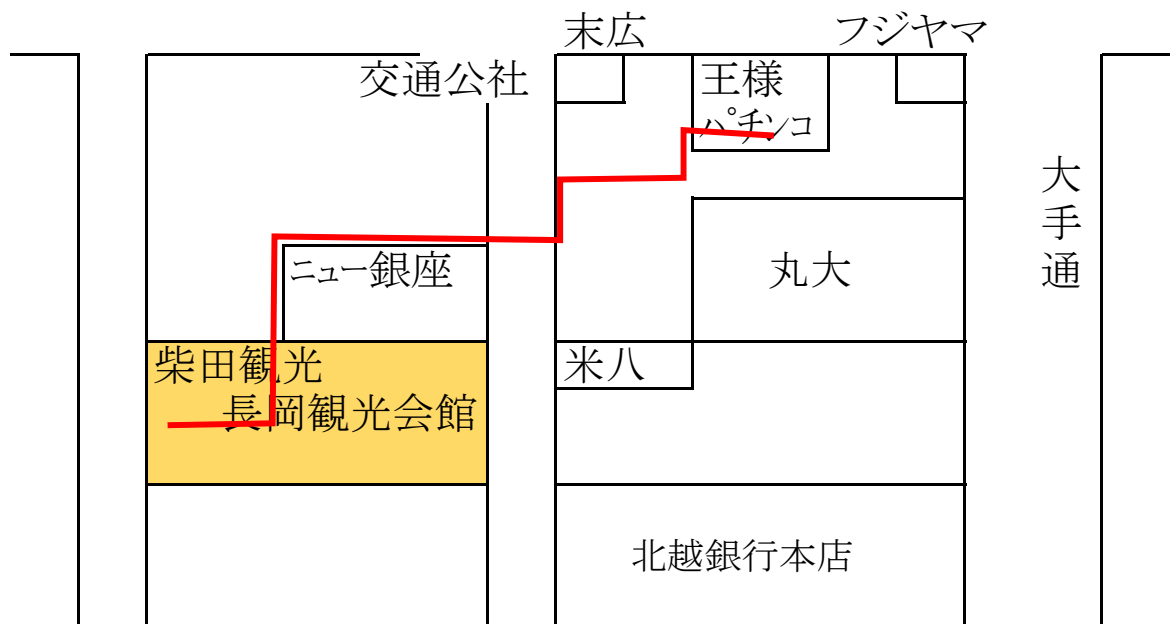 末広
フジヤマ
交通公社
王様
パチンコ
大手通
ニュー銀座
丸大
柴田観光
長岡観光会館
米八
北越銀行本店